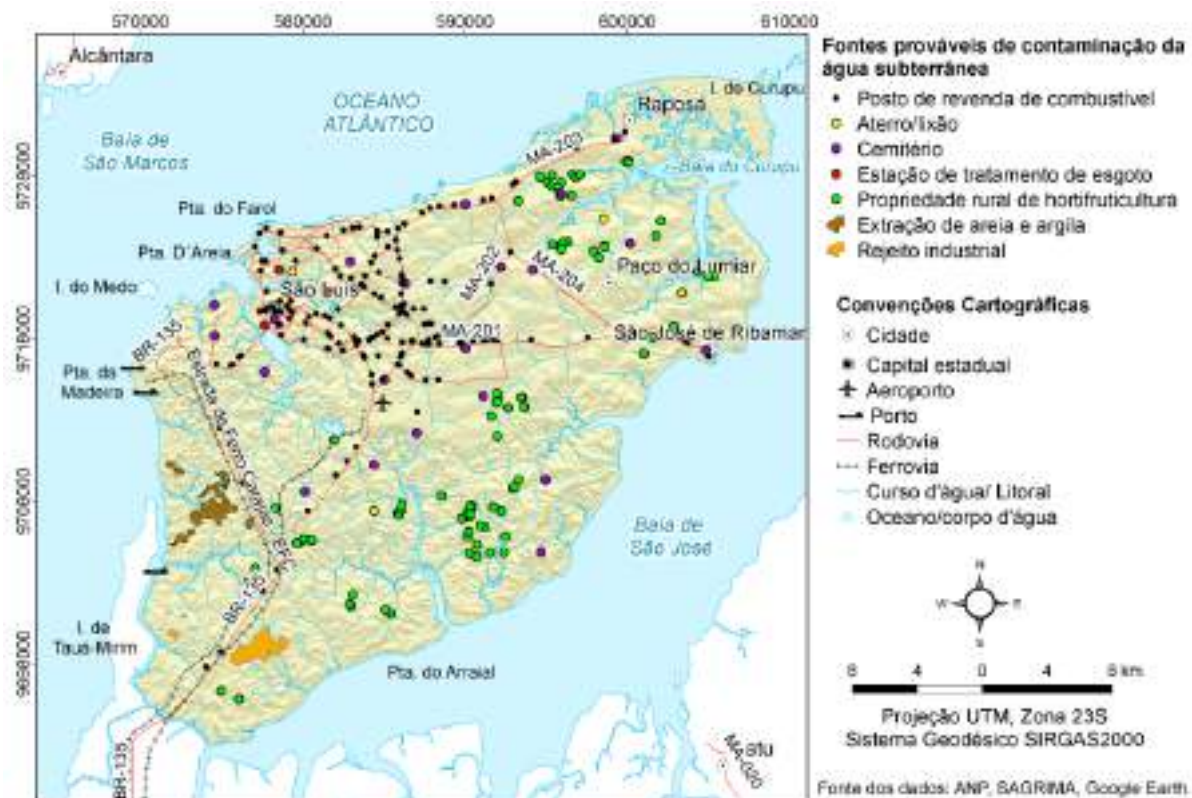 570000
580000
590000
600000
610000
9728000
9718000
9708000
9698000
Alcântara
OCEANO
ATLÂNTICO
Baía de
São Marcos
I. de Curupu
Raposa
MA-203
Baía do Curupu
Pta. do Farol
Pta. D'Areia
I. do Medo
São Luís
MA-202
MA-204
Paço do Lumiar
MA-201
São José de Ribamar
BR-135
Pta. da
Madeira
Estrada de Ferro Carajás - EFC
BR-135
Baía de
São José
I. de
Tauá-Mirim
Pta. do Arraial
BR-135
MA-020
atu
Fontes prováveis de contaminação da
água subterrânea
Posto de revenda de combustível
Aterro/lixão
Cemitério
Estação de tratamento de esgoto
Propriedade rural de hortifruticultura
Extração de areia e argila
Rejeito industrial
Convenções Cartográficas
Cidade
Capital estadual
Aeroporto
Porto
Rodovia
Ferrovia
Curso d'água/ Litoral
Oceano/corpo d'água
N
W
E
S
8 4 0 4 8 km
Projeção UTM, Zona 23S
Sistema Geodésico SIRGAS2000
Fonte dos dados: ANP, SAGRIMA, Google Earth.